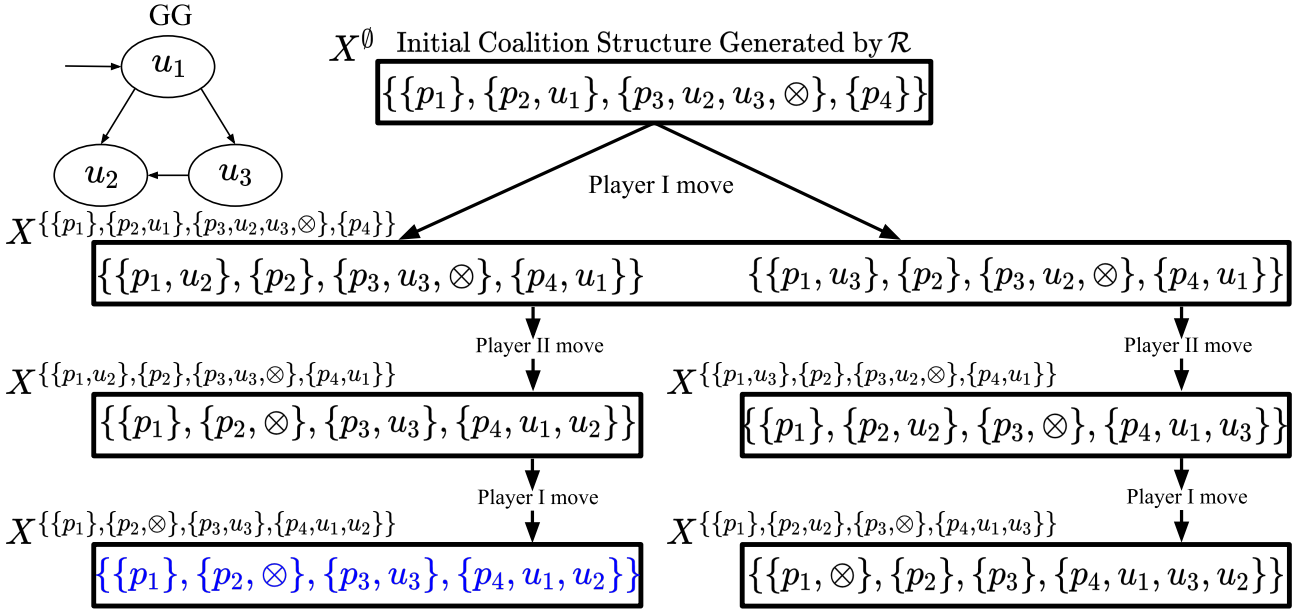 GG
u₁
u₂
u₃
X^∅ Initial Coalition Structure Generated by ℛ
{{p₁}, {p₂, u₁}, {p₃, u₂, u₃, ⊗}, {p₄}}
Player I move
X^{{p₁},{p₂,u₁},{p₃,u₂,u₃,⊗},{p₄}}
{{p₁, u₂}, {p₂}, {p₃, u₃, ⊗}, {p₄, u₁}}
{{p₁, u₃}, {p₂}, {p₃, u₂, ⊗}, {p₄, u₁}}
Player II move
Player II move
X^{{p₁,u₂},{p₂},{p₃,u₃,⊗},{p₄,u₁}}
X^{{p₁,u₃},{p₂},{p₃,u₂,⊗},{p₄,u₁}}
{{p₁}, {p₂, ⊗}, {p₃, u₃}, {p₄, u₁, u₂}}
{{p₁}, {p₂, u₂}, {p₃, ⊗}, {p₄, u₁, u₃}}
Player I move
Player I move
X^{{p₁},{p₂,⊗},{p₃,u₃},{p₄,u₁,u₂}}
X^{{p₁},{p₂,u₂},{p₃,⊗},{p₄,u₁,u₃}}
{{p₁}, {p₂, ⊗}, {p₃, u₃}, {p₄, u₁, u₂}}
{{p₁, ⊗}, {p₂}, {p₃}, {p₄, u₁, u₃, u₂}}